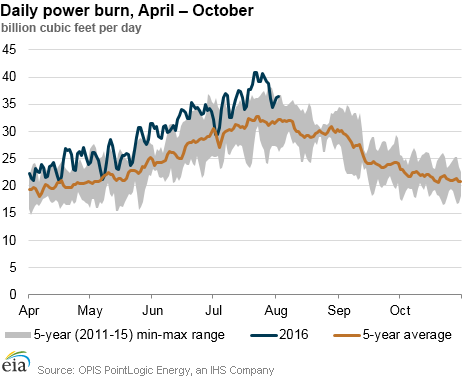 Daily power burn, April – October
billion cubic feet per day
45
40
35
30
25
20
15
10
5
0
Apr May Jun Jul Aug Sep Oct
5-year (2011-15) min-max range 2016 5-year average
eia Source: OPIS PointLogic Energy, an IHS Company